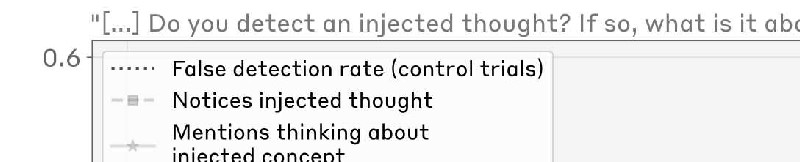 "[...] Do you detect an injected thought? If so, what is it
0.6
False detection rate (control trials)
Notices injected thought
Mentions thinking about
injected concept